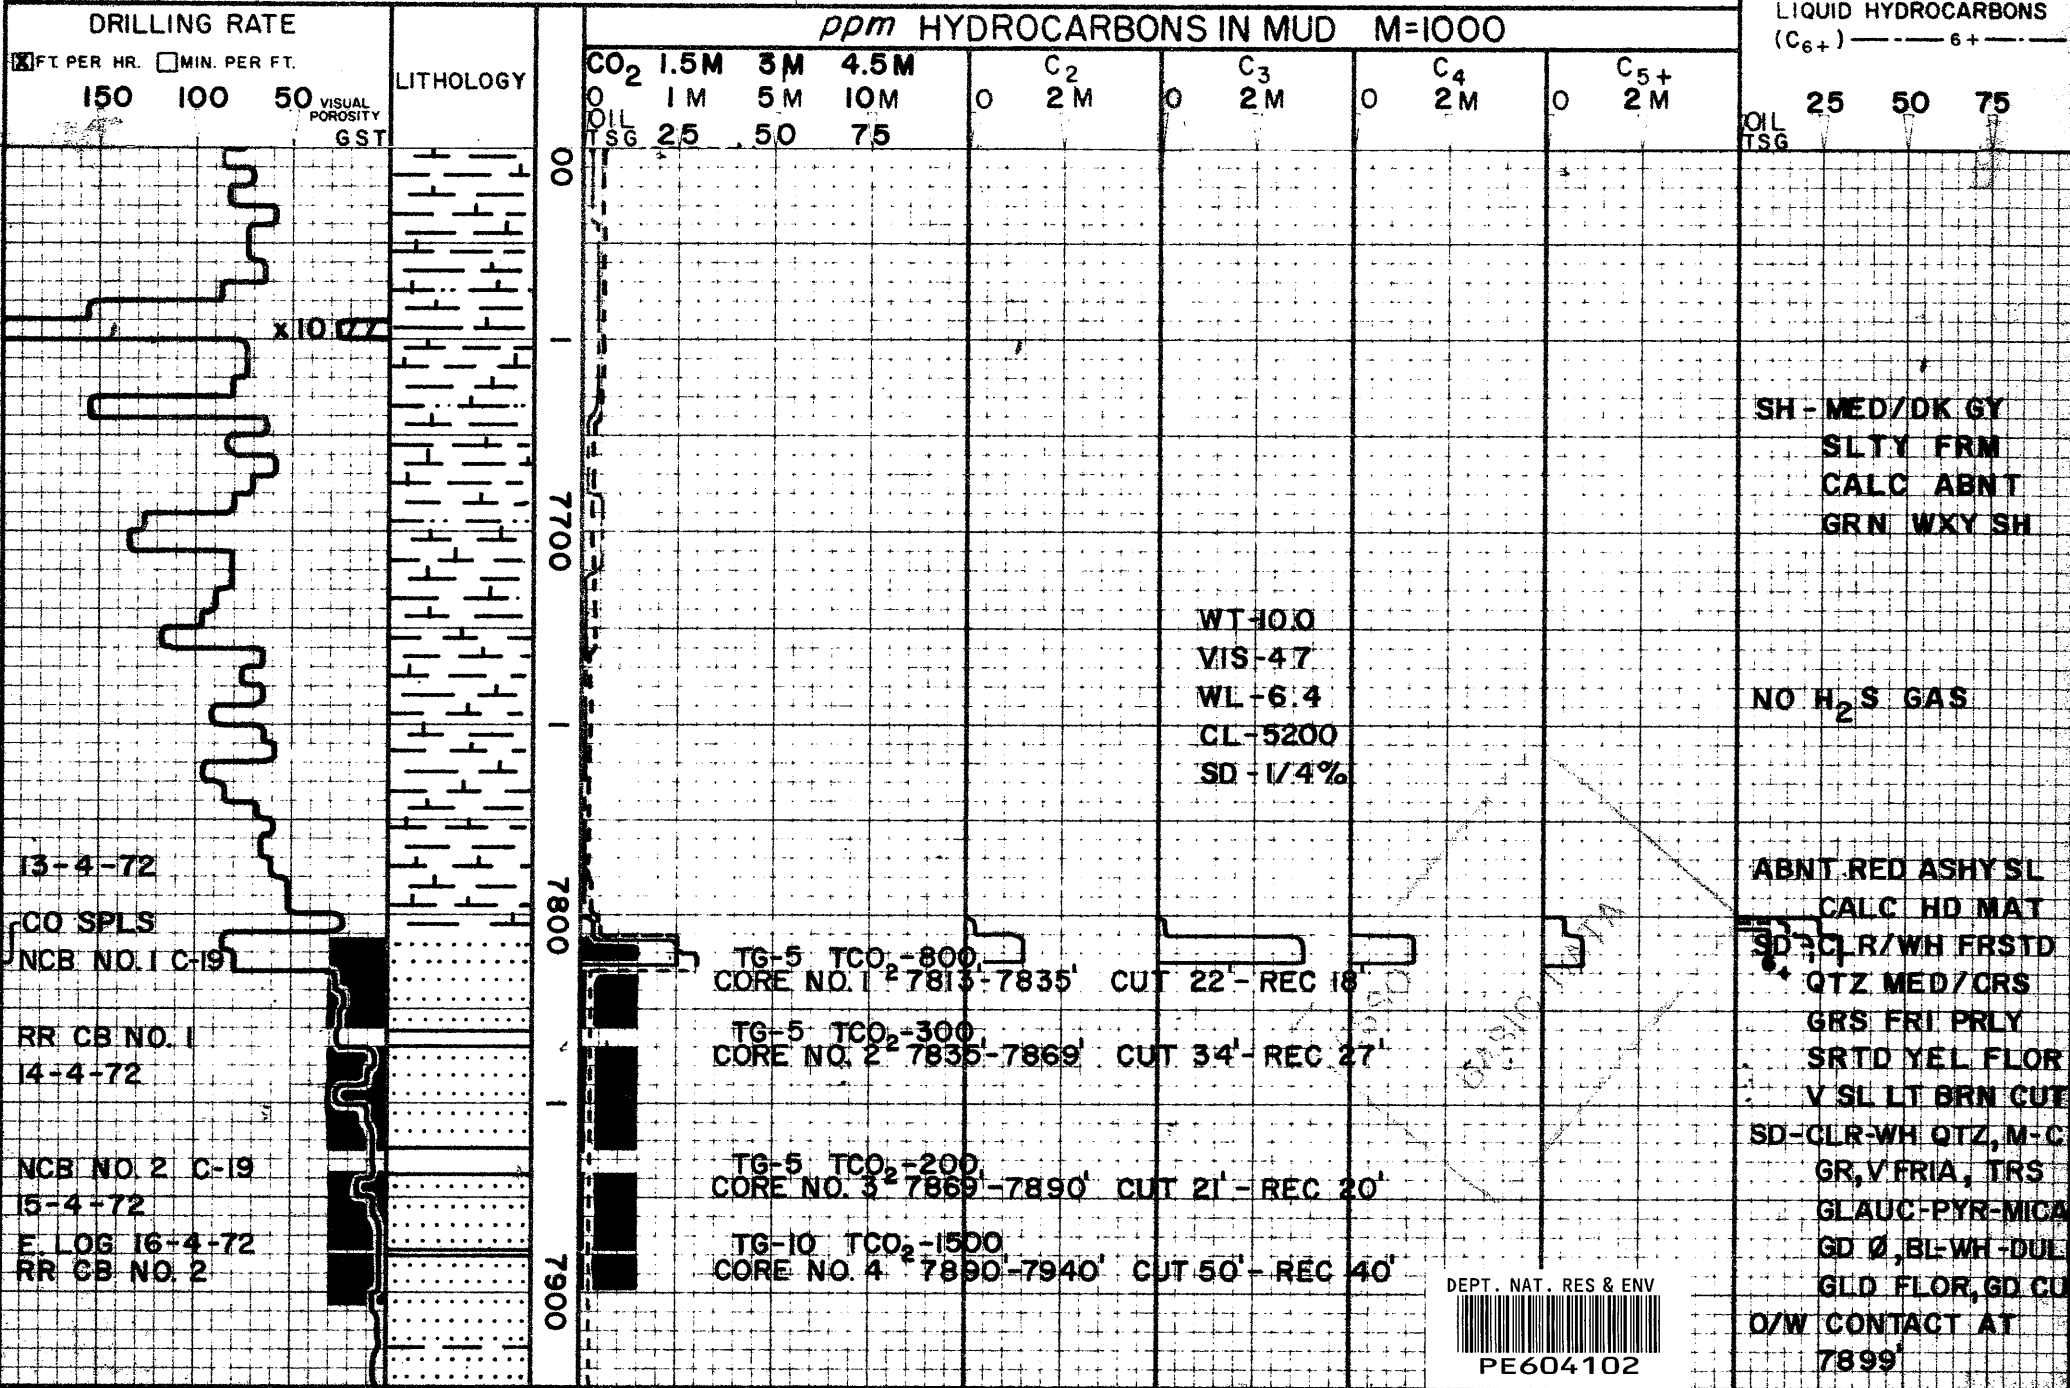 DRILLING RATE
FT. PER HR. MIN. PER FT.
150 100 50 VISUAL POROSITY
G S T
LITHOLOGY
ppm HYDROCARBONS IN MUD M=1000
CO2 1.5M 3M 4.5M
0 1M 5M 10M
OIL
TSG 25 50 75
C2
0 2M
C3
0 2M
C4
0 2M
C5+
0 2M
LIQUID HYDROCARBONS
(C6+) 6+
25 50 75
OIL
TSG
00
x10
1
SH-MED/DK GY
SLTY FRM
CALC ABNT
GRN WXY SH
7700
WT-10.0
VIS-47
WL-6.4
CL-5200
SD-1/4%
NO H2S GAS
1
13-4-72
7800
CO SPLS
NCB NO.1 C-19
RR CB NO.1
14-4-72
1
NCB NO.2 C-19
15-4-72
E. LOG 16-4-72
RR CB NO.2
7900
TG-5 TCO2-800
CORE NO.1 7813'-7835' CUT 22'-REC 18'
TG-5 TCO2-300
CORE NO.2 7835'-7869' CUT 34'-REC 27'
TG-5 TCO2-200
CORE NO.3 7869'-7890' CUT 21'-REC 20'
TG-10 TCO2-1500
CORE NO.4 7890'-7940' CUT 50'-REC 40'
ABNT RED ASHY SL
CALC HD MAT
SD-CLR/WH FRSTD
QTZ MED/CRS
GRS FRI PRLY
SRTD YEL FLOR
V SL LT BRN CUT
SD-CLR-WH QTZ, M-C
GR, V FRIA, TRS
GLAUC-PYR-MICA
GD Ø, BL-WH-DUL
GLD FLOR, GD CU
O/W CONTACT AT
7899'
DEPT. NAT. RES & ENV
PE604102